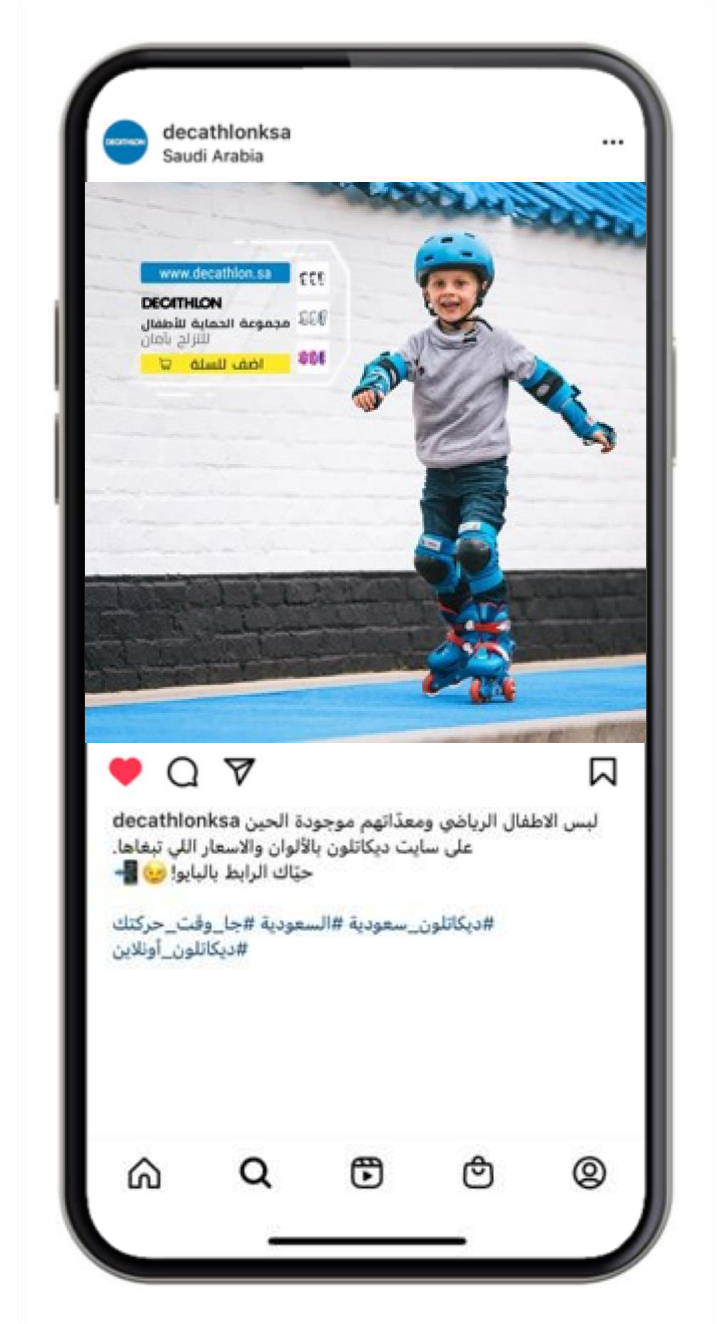 DECATHLON
decathlonksa
Saudi Arabia
www.decathlon.sa
DECATHLON
مجموعة الحماية للأطفال
للتزلج بأمان
اضف للسلة
decathlonksa لبس الاطفال الرياضي ومعدّاتهم موجودة الحين
على سايت ديكاتلون بالألوان والاسعار اللي تبغاها.
حيّاك الرابط بالبايو! 😉📲
#ديكاتلون_سعودية #السعودية #جا_وقت_حركتك
#ديكاتلون_أونلاين